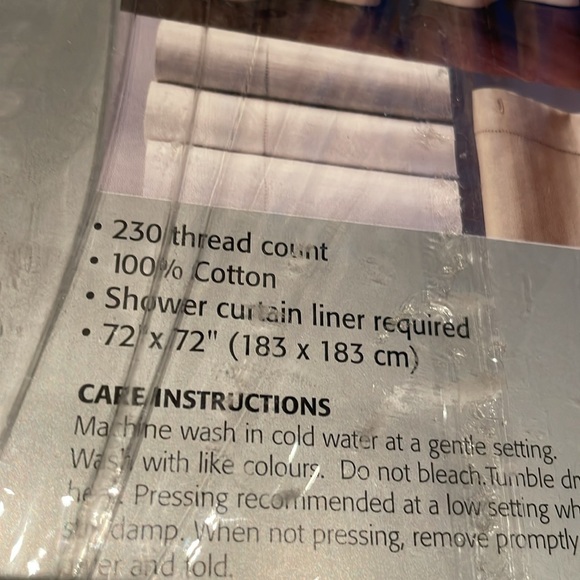 • 230 thread count
• 100% Cotton
• Shower curtain liner required
• 72" x 72" (183 x 183 cm)
CARE INSTRUCTIONS
Machine wash in cold water at a gentle setting.
Wash with like colours. Do not bleach. Tumble
Pressing recommended at a low setting
damp. When not pressing, remove promptly
and fold.